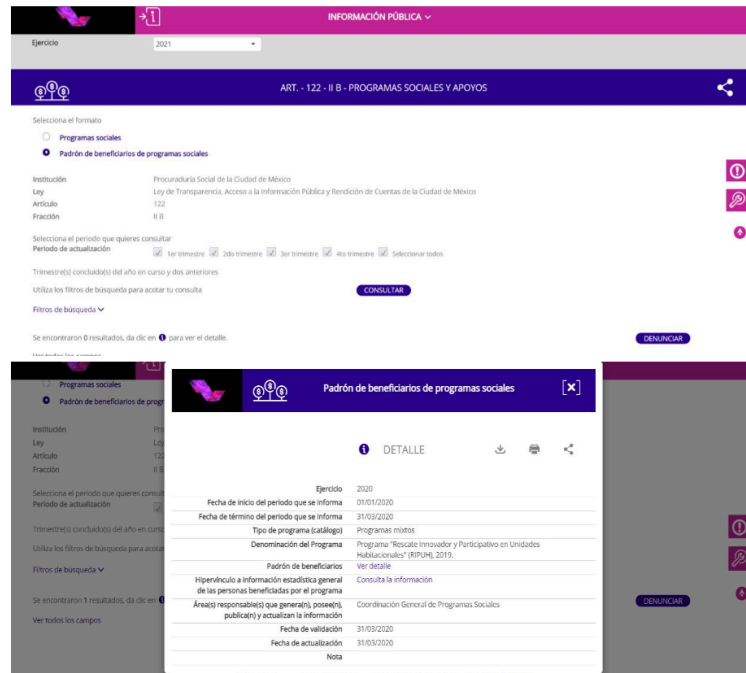 INFORMACIÓN PÚBLICA
Ejercicio 2021
ART. - 122 - II B - PROGRAMAS SOCIALES Y APOYOS
Selecciona el formato
Programas sociales
Padrón de beneficiarios de programas sociales
Institución Procuraduría Social de la Ciudad de México
Ley Ley de Transparencia, Acceso a la Información Pública y Rendición de Cuentas de la Ciudad de México
Artículo 122
Fracción II B
Selecciona el periodo que quieres consultar
Periodo de actualización 1er trimestre 2do trimestre 3er trimestre 4to trimestre Seleccionar todos
Trimestre(s) concluido(s) del año en curso y dos anteriores
Utiliza los filtros de búsqueda para acotar tu consulta CONSULTAR
Filtros de búsqueda
Se encontraron 0 resultados, da clic en i para ver el detalle. DENUNCIAR
Ver todos los campos
Programas sociales
Padrón de beneficiarios de progr
Institución Pro
Ley Ley
Artículo 122
Fracción II B
Selecciona el periodo que quieres consult
Periodo de actualización
Trimestre(s) concluido(s) del año en curso
Utiliza los filtros de búsqueda para acotar
Filtros de búsqueda
Se encontraron 1 resultados, da clic en
DENUNCIAR
Ver todos los campos
Padrón de beneficiarios de programas sociales [×]
i DETALLE
Ejercicio 2020
Fecha de inicio del periodo que se informa 01/01/2020
Fecha de término del periodo que se informa 31/03/2020
Tipo de programa (catálogo) Programas mixtos
Denominación del Programa Programa "Rescate Innovador y Participativo en Unidades
Habitacionales" (RIPUH), 2019.
Padrón de beneficiarios Ver detalle
Hipervínculo a información estadística general Consulta la información
de las personas beneficiadas por el programa
Área(s) responsable(s) que genera(n), posee(n), Coordinación General de Programas Sociales
publica(n) y actualizan la información
Fecha de validación 31/03/2020
Fecha de actualización 31/03/2020
Nota